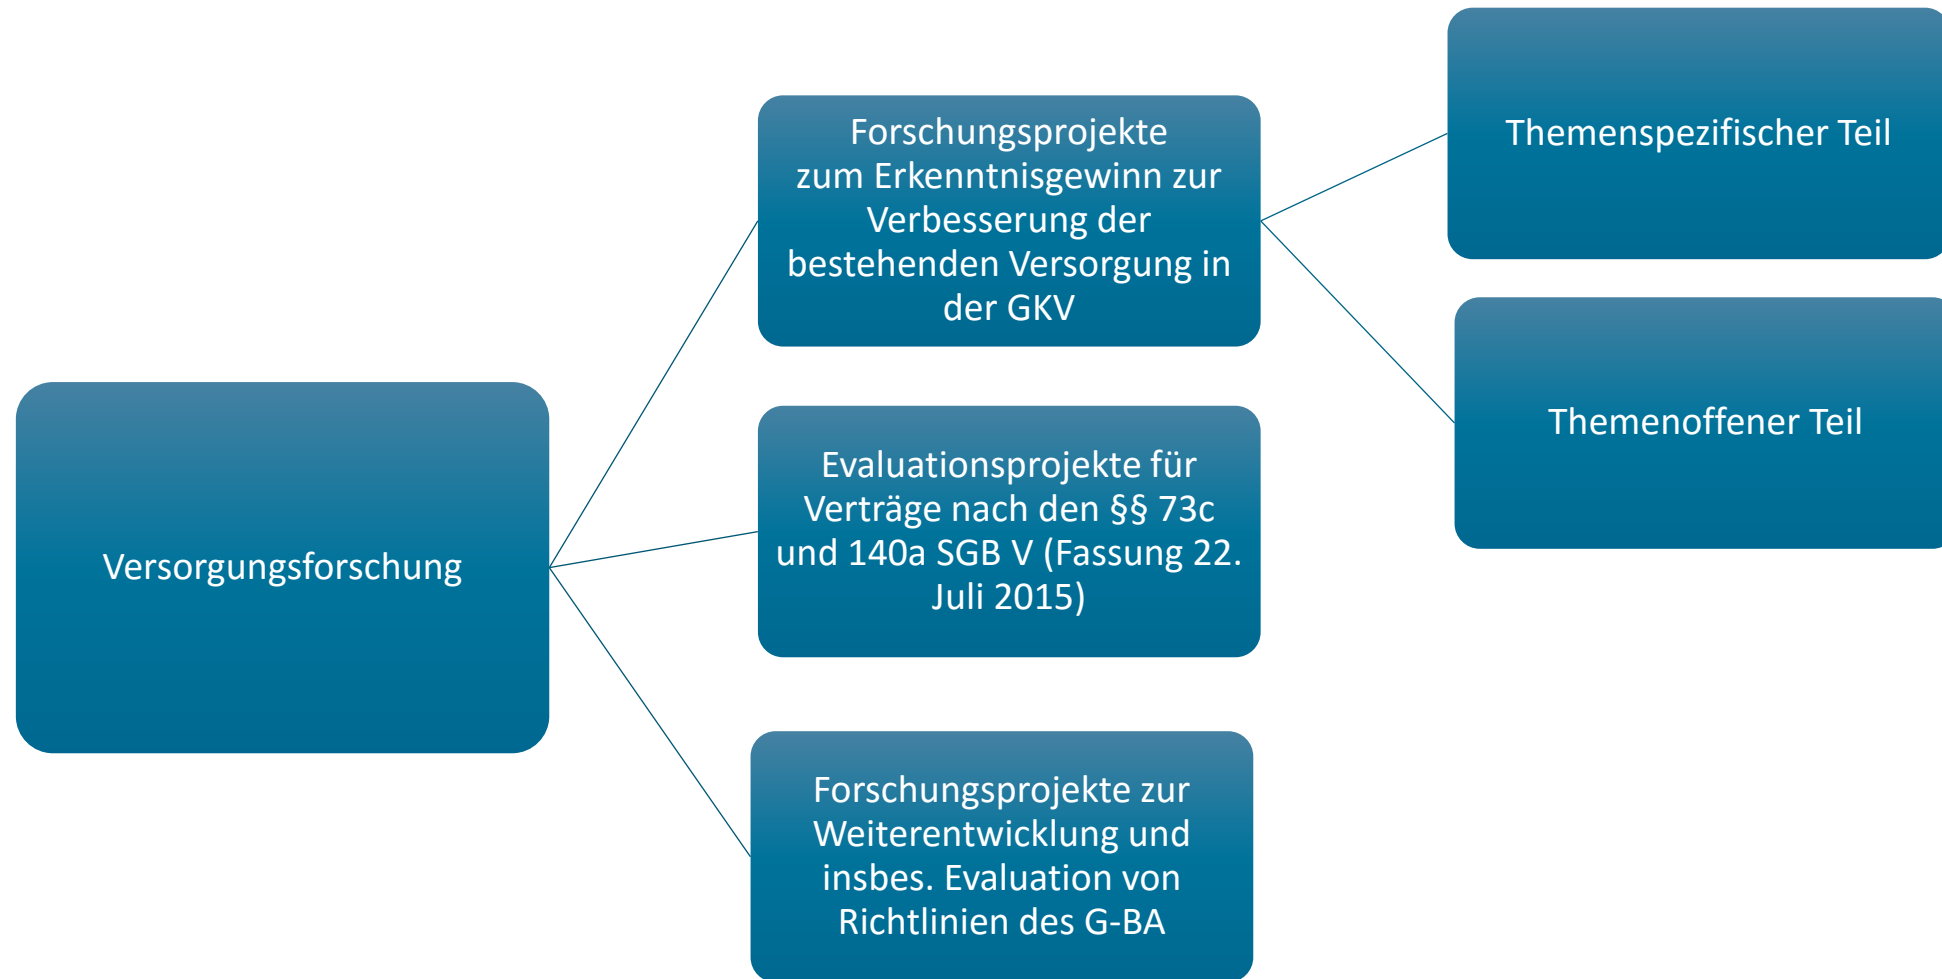 Versorgungsforschung
Forschungsprojekte
zum Erkenntnisgewinn zur
Verbesserung der
bestehenden Versorgung in
der GKV
Themenspezifischer Teil
Themenoffener Teil
Evaluationsprojekte für
Verträge nach den §§ 73c
und 140a SGB V (Fassung 22.
Juli 2015)
Forschungsprojekte zur
Weiterentwicklung und
insbes. Evaluation von
Richtlinien des G-BA